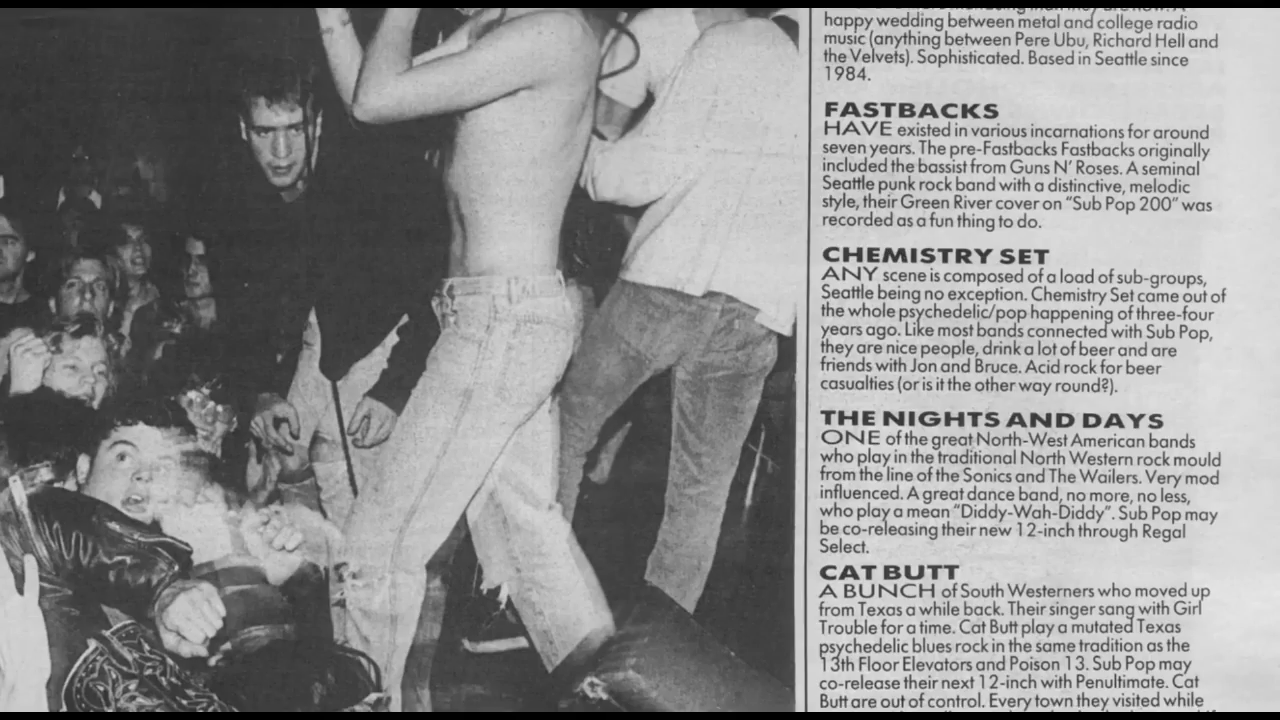 happy wedding between metal and college radio
music (anything between Pere Ubu, Richard Hell and
the Velvets). Sophisticated. Based in Seattle since
1984.
FASTBACKS
HAVE existed in various incarnations for around
seven years. The pre-Fastbacks Fastbacks originally
included the bassist from Guns N' Roses. A seminal
Seattle punk rock band with a distinctive, melodic
style, their Green River cover on "Sub Pop 200" was
recorded as a fun thing to do.
CHEMISTRY SET
ANY scene is composed of a load of sub-groups,
Seattle being no exception. Chemistry Set came out of
the whole psychedelic/pop happening of three-four
years ago. Like most bands connected with Sub Pop,
they are nice people, drink a lot of beer and are
friends with Jon and Bruce. Acid rock for beer
casualties (or is it the other way round?).
THE NIGHTS AND DAYS
ONE of the great North-West American bands
who play in the traditional North Western rock mould
from the line of the Sonics and The Wailers. Very mod
influenced. A great dance band, no more, no less,
who play a mean "Diddy-Wah-Diddy". Sub Pop may
be co-releasing their new 12-inch through Regal
Select.
CAT BUTT
A BUNCH of South Westerners who moved up
from Texas a while back. Their singer sang with Girl
Trouble for a time. Cat Butt play a mutated Texas
psychedelic blues rock in the same tradition as the
13th Floor Elevators and Poison 13. Sub Pop may
co-release their next 12-inch with Penultimate. Cat
Butt are out of control. Every town they visited while